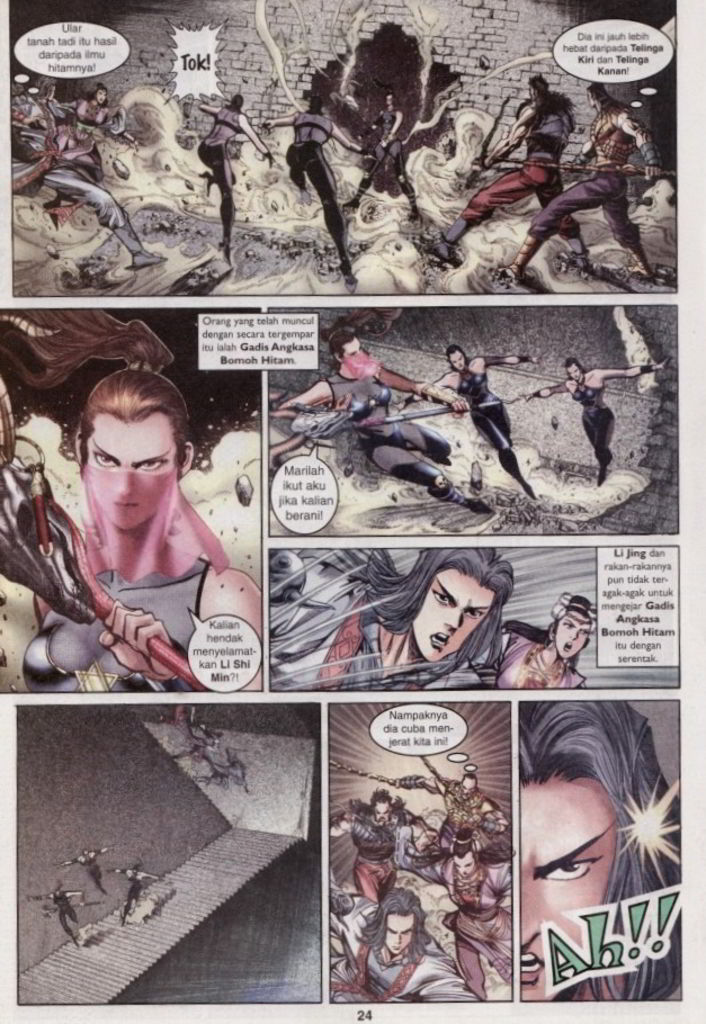 Ular
tanah tadi itu hasil
daripada ilmu
hitamnya!
Tok!
Dia ini jauh lebih
hebat daripada Telinga
Kiri dan Telinga
Kanan!
Orang yang telah muncul
dengan secara tergempar
itu ialah Gadis Angkasa
Bomoh Hitam.
Kalian
hendak
menyelamat-
kan Li Shi
Min?!
Marilah
ikut aku
jika kalian
berani!
Li Jing dan
rakan-rakannya
pun tidak ter-
agak-agak untuk
mengejar Gadis
Angkasa
Bomoh Hitam
itu dengan
serentak.
Nampaknya
dia cuba men-
jerat kita ini!
Ah!!
24